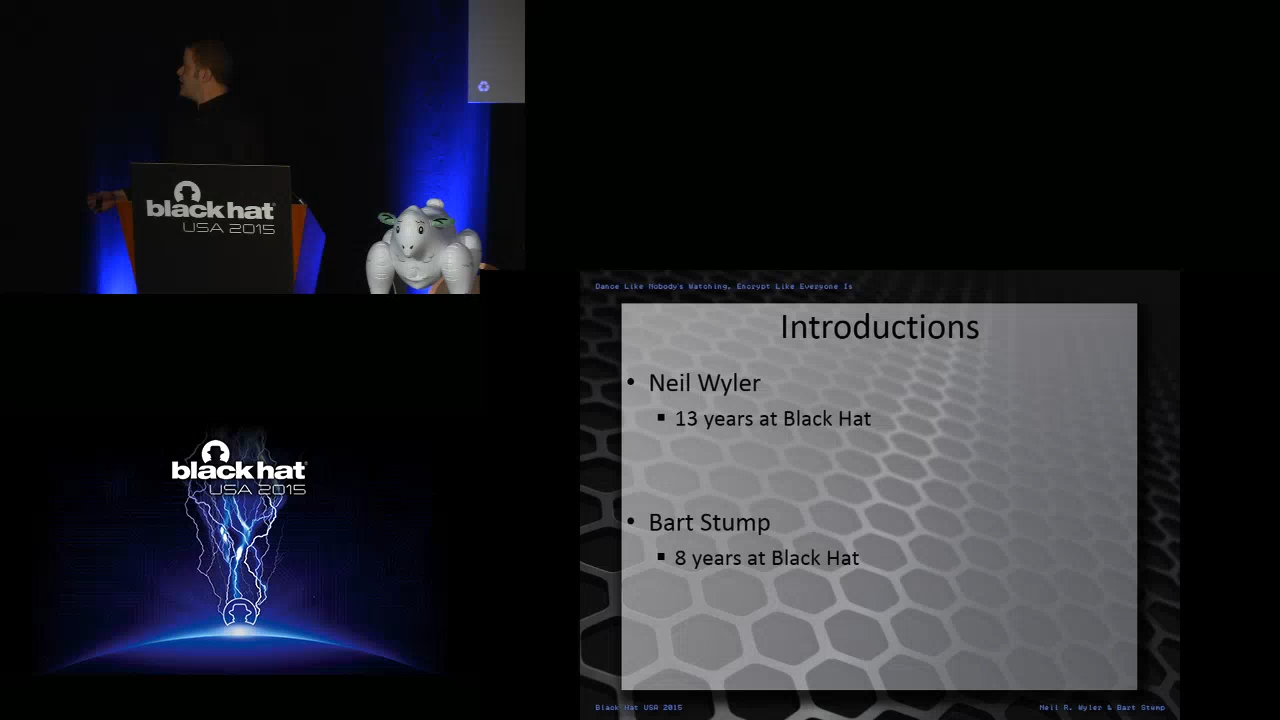 black hat
USA 2015
Dance Like Nobody's Watching, Encrypt Like Everyone Is
Introductions
• Neil Wyler
▪ 13 years at Black Hat
• Bart Stump
▪ 8 years at Black Hat
black hat
USA 2015
Black Hat USA 2015
Neil R. Wyler & Bart Stump